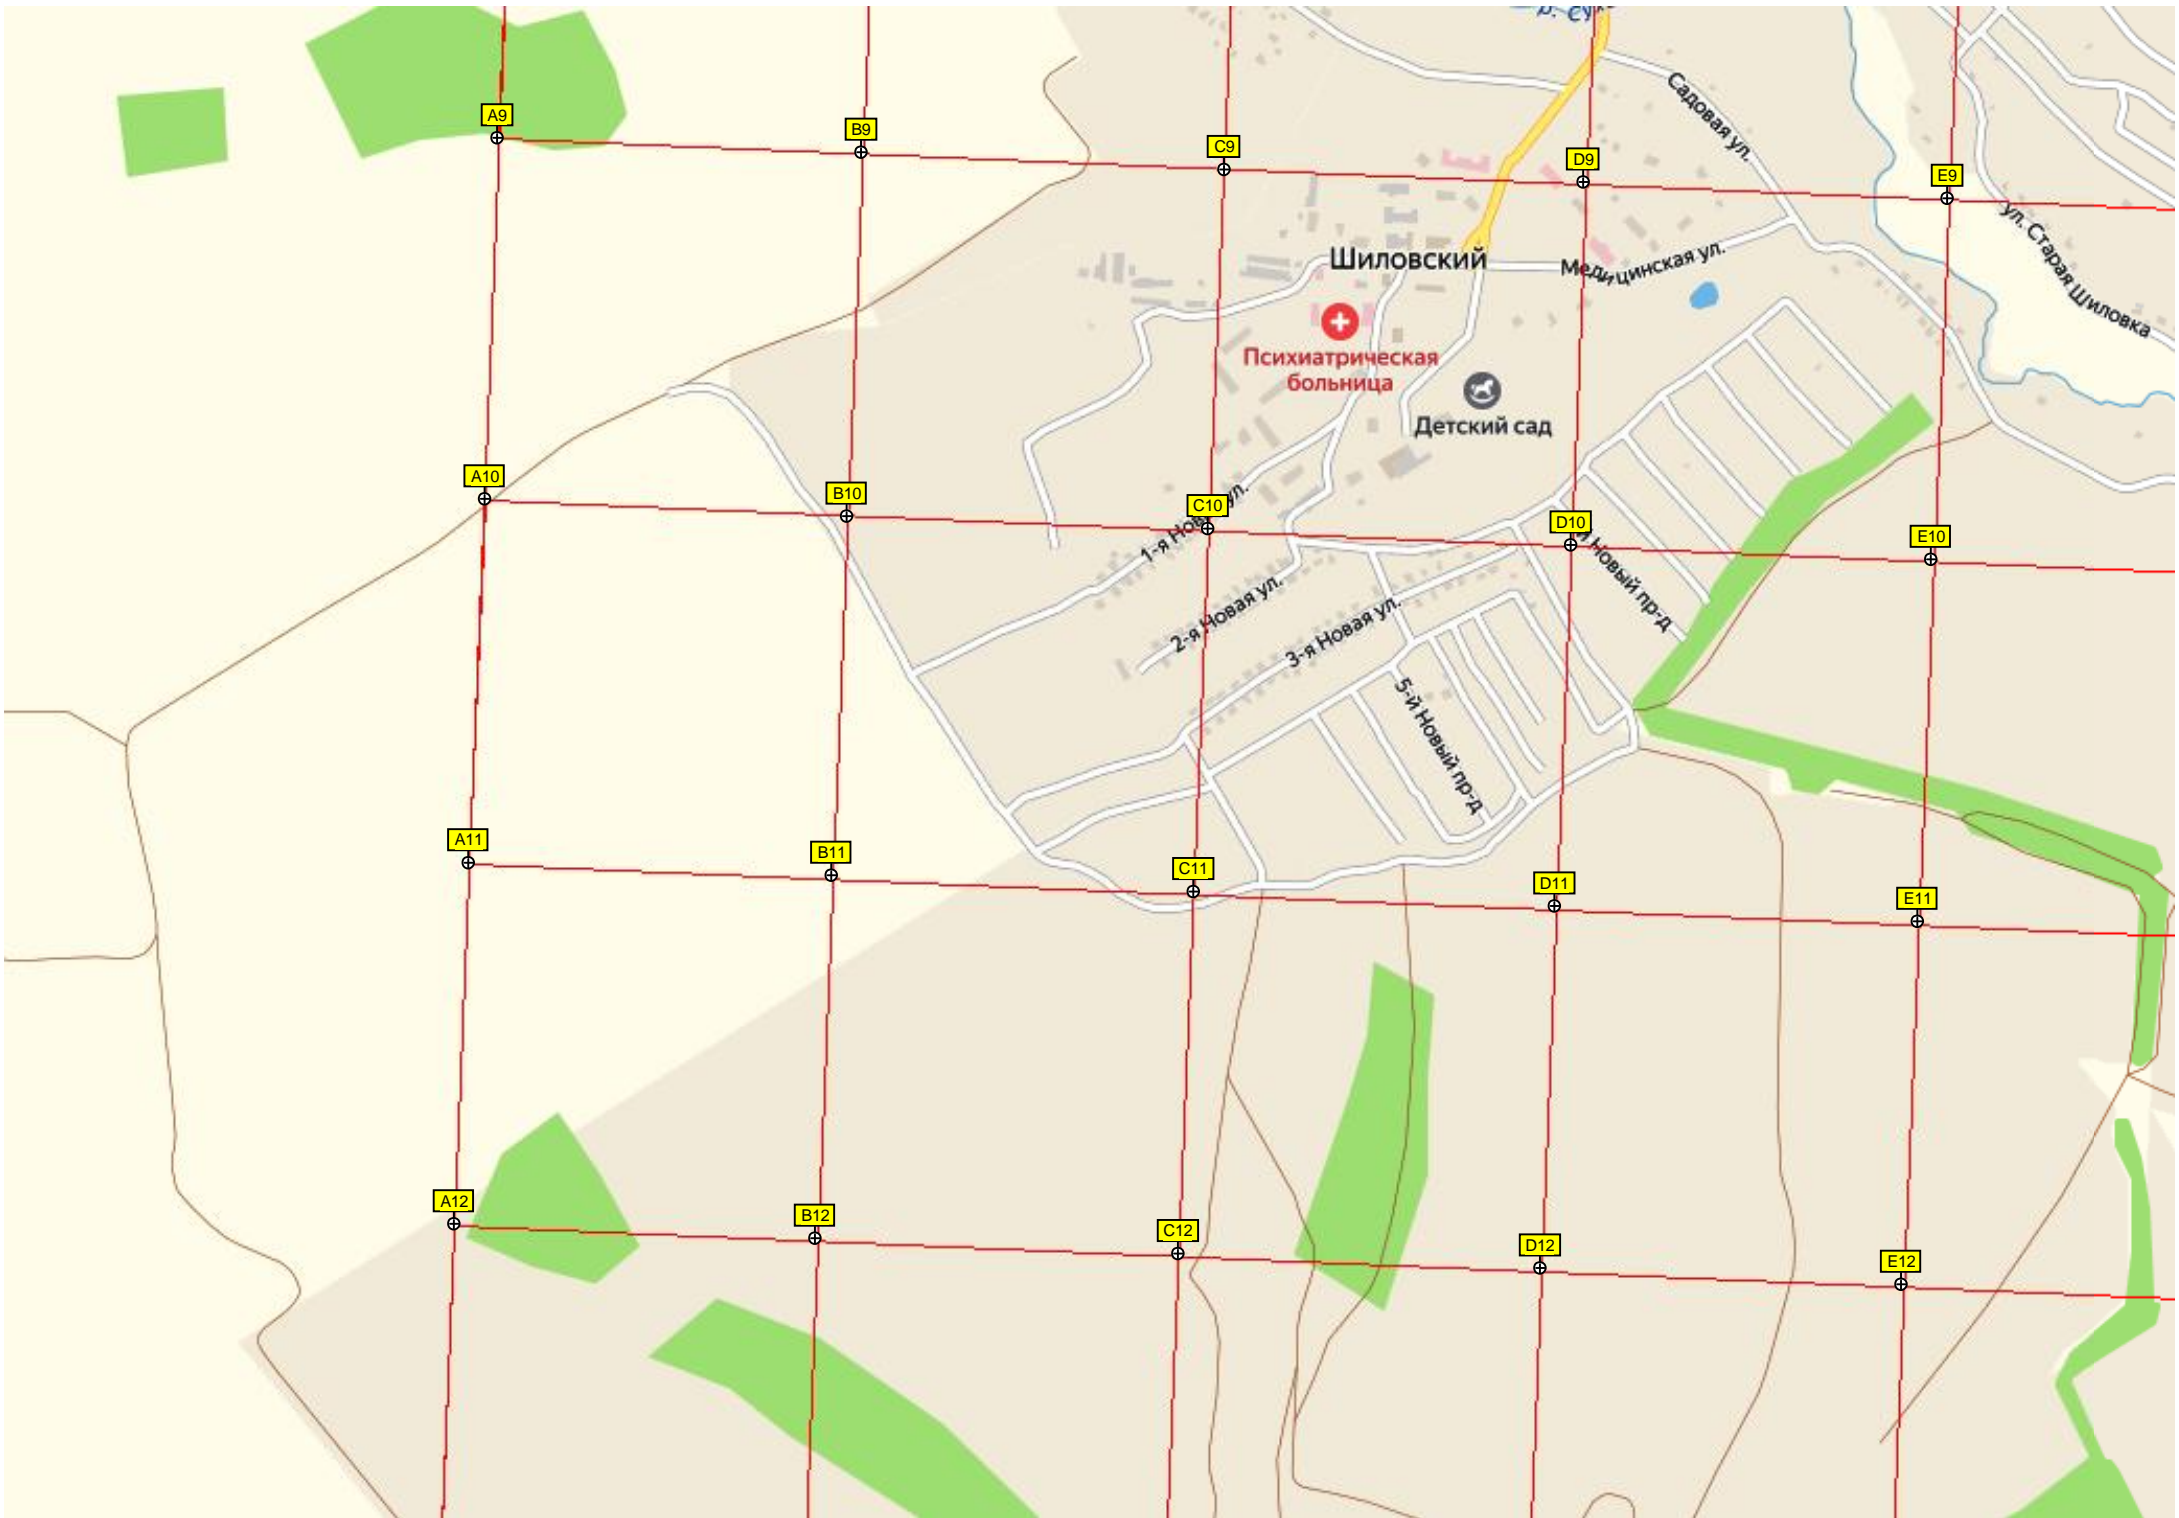 р. Су
Садовая ул.
A9
B9
C9
D9
E9
ул. Старая Шиловка
Шиловский
Медицинская ул.
Психиатрическая
больница
Детский сад
A10
B10
C10
D10
E10
1-я Нов ул.
й Новый пр-д
2-я Новая ул.
3-я Новая ул.
5-й Новый пр-д
A11
B11
C11
D11
E11
A12
B12
C12
D12
E12